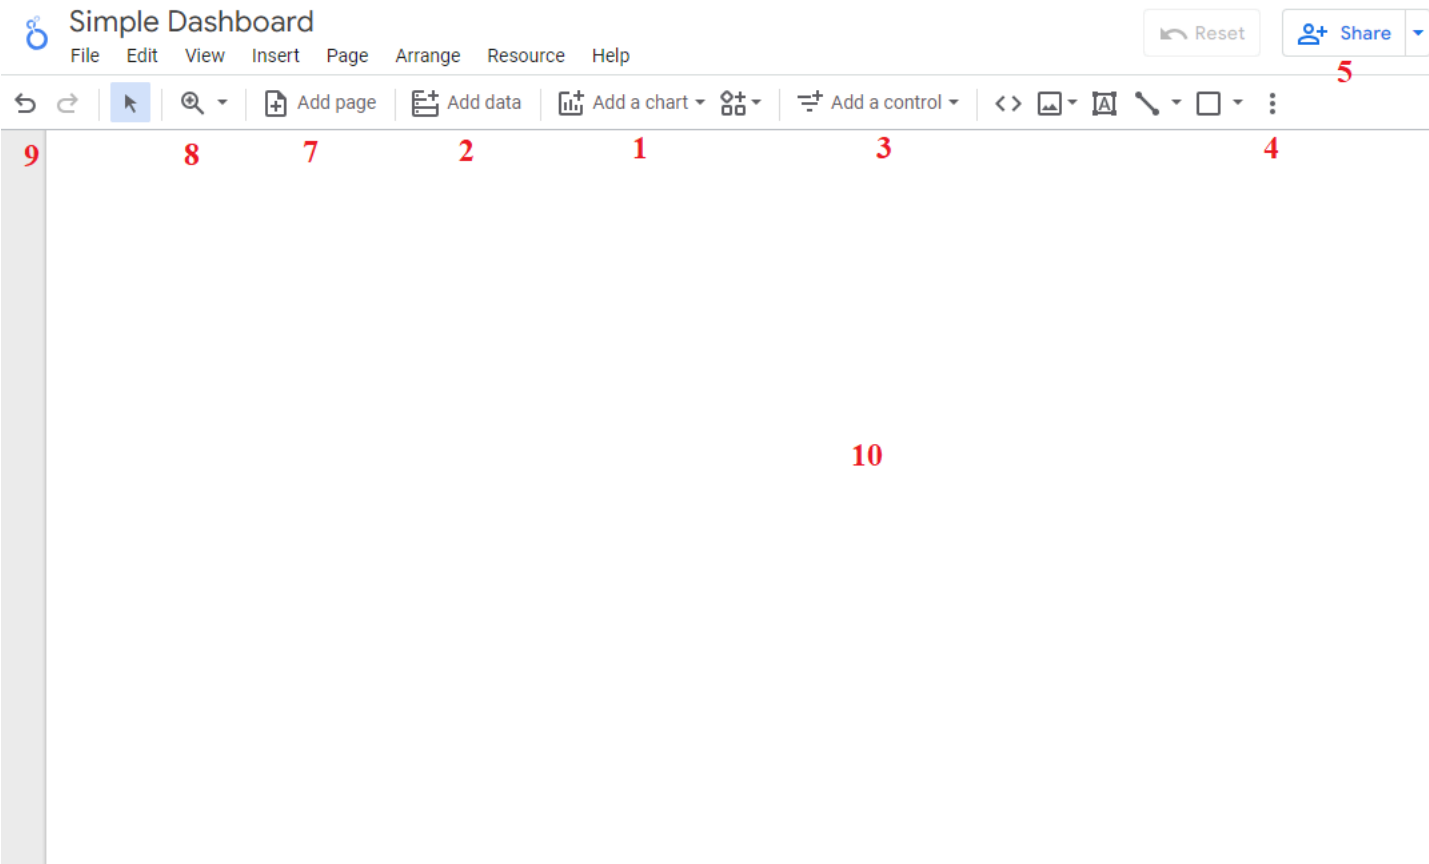 Simple Dashboard
File Edit View Insert Page Arrange Resource Help
Reset
Share
5
Add page Add data Add a chart Add a control A
9 8 7 2 1 3 4
10